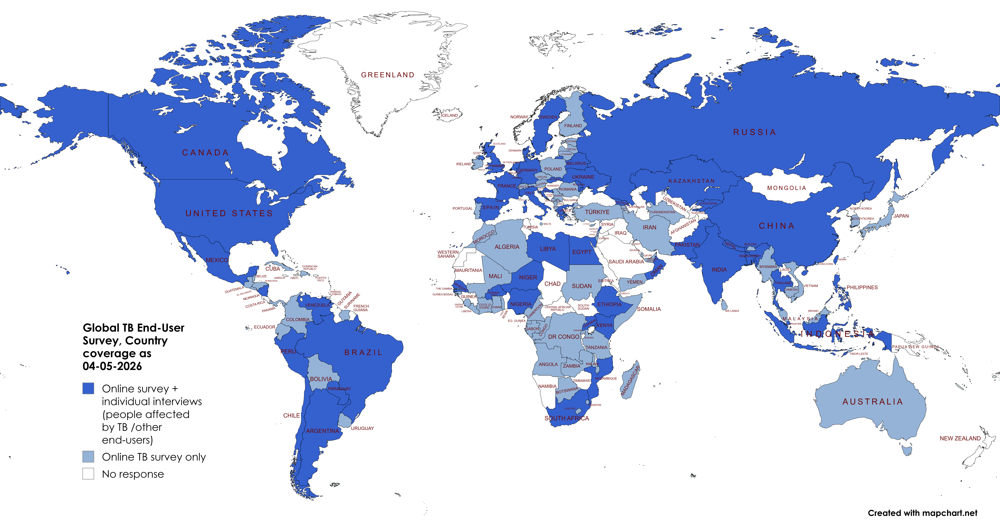 GREENLAND
ICELAND
NORWAY
SWEDEN
FINLAND
RUSSIA
CANADA
SCOTLAND
NORTHERN
IRELAND
DENMARK
ESTONIA
LATVIA
LITHUANIA
IRELAND
WALES
NETHERLANDS
BELGIUM
GERMANY
POLAND
BELARUS
CZECHIA
UKRAINE
FRANCE
AUSTRIA
HUNGARY
MOLDOVA
ROMANIA
ITALY
SERBIA
BULGARIA
MONACO
KAZAKHSTAN
MONGOLIA
UNITED STATES
PORTUGAL
SPAIN
GREECE
TÜRKIYE
GEORGIA
AZERBAIJAN
UZBEKISTAN
KYRGYZSTAN
TURKMENISTAN
TAJIKISTAN
NORTH KOREA
SOUTH KOREA
JAPAN
CHINA
MALTA
CYPRUS
SYRIA
LEBANON
ISRAEL
JORDAN
IRAQ
IRAN
AFGHANISTAN
KUWAIT
BAHRAIN
QATAR
PAKISTAN
NEPAL
BHUTAN
BANGLADESH
INDIA
MYANMAR
LAOS
HONG KONG
TAIWAN
THAILAND
CAMBODIA
VIETNAM
PHILIPPINES
SRI LANKA
BRUNEI
MALAYSIA
SINGAPORE
INDONESIA
PAPUA NEW GUINEA
TIMOR-LESTE
AUSTRALIA
NEW ZEALAND
MOROCCO
TUNISIA
ALGERIA
LIBYA
EGYPT
WESTERN
SAHARA
MAURITANIA
MALI
NIGER
CHAD
SUDAN
ERITREA
SAUDI ARABIA
YEMEN
OMAN
DJIBOUTI
SENEGAL
THE GAMBIA
GUINEA-BISSAU
GUINEA
SIERRA
LEONE
LIBERIA
COTE D'
IVOIRE
BURKINA
FASO
GHANA
TOGO
BENIN
NIGERIA
CAMEROON
CENTRAL AFRICAN
REPUBLIC
SOUTH
SUDAN
ETHIOPIA
SOMALIA
EQ. GUINEA
GABON
CONGO
DR CONGO
UGANDA
KENYA
RWANDA
BURUNDI
TANZANIA
ANGOLA
ZAMBIA
MALAWI
MOZAMBIQUE
ZIMBABWE
NAMIBIA
BOTSWANA
MADAGASCAR
ESWATINI
LESOTHO
SOUTH AFRICA
MEXICO
CUBA
DOMINICAN
REPUBLIC
BELIZE
JAMAICA
HAITI
PUERTO
RICO
HONDURAS
GUATEMALA
EL SALVADOR
NICARAGUA
COSTA RICA
PANAMA
TRINIDAD
& TOBAGO
VENEZUELA
GUYANA
SURINAME
FRENCH
GUIANA
COLOMBIA
ECUADOR
PERU
BRAZIL
BOLIVIA
PARAGUAY
CHILE
ARGENTINA
URUGUAY
Global TB End-User
Survey, Country
coverage as
04-05-2026
Online survey +
individual interviews
(people affected
by TB /other
end-users)
Online TB survey only
No response
Created with mapchart.net